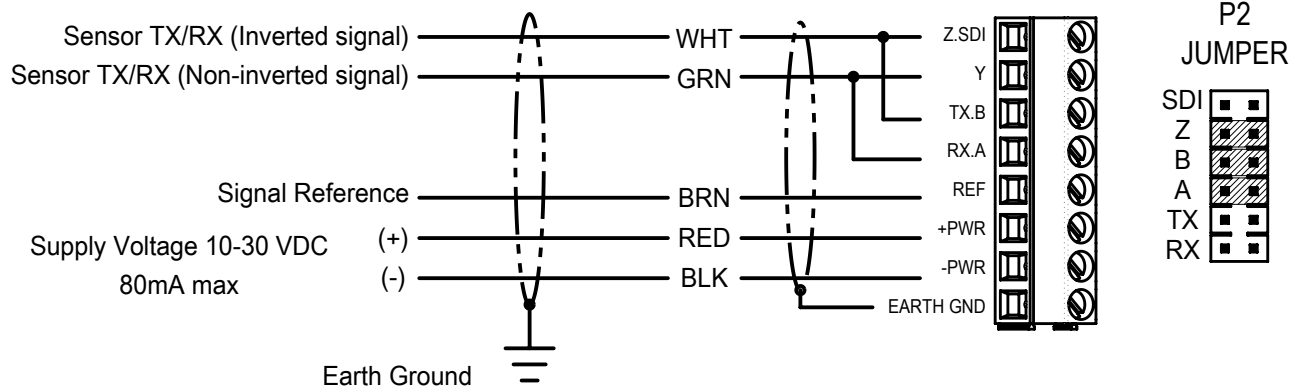 Sensor TX/RX (Inverted signal)
Sensor TX/RX (Non-inverted signal)
Signal Reference
Supply Voltage 10-30 VDC
80mA max
(+)
(-)
Earth Ground
WHT
GRN
BRN
RED
BLK
Z.SDI
Y
TX.B
RX.A
REF
+PWR
-PWR
EARTH GND
P2
JUMPER
SDI
Z
B
A
TX
RX